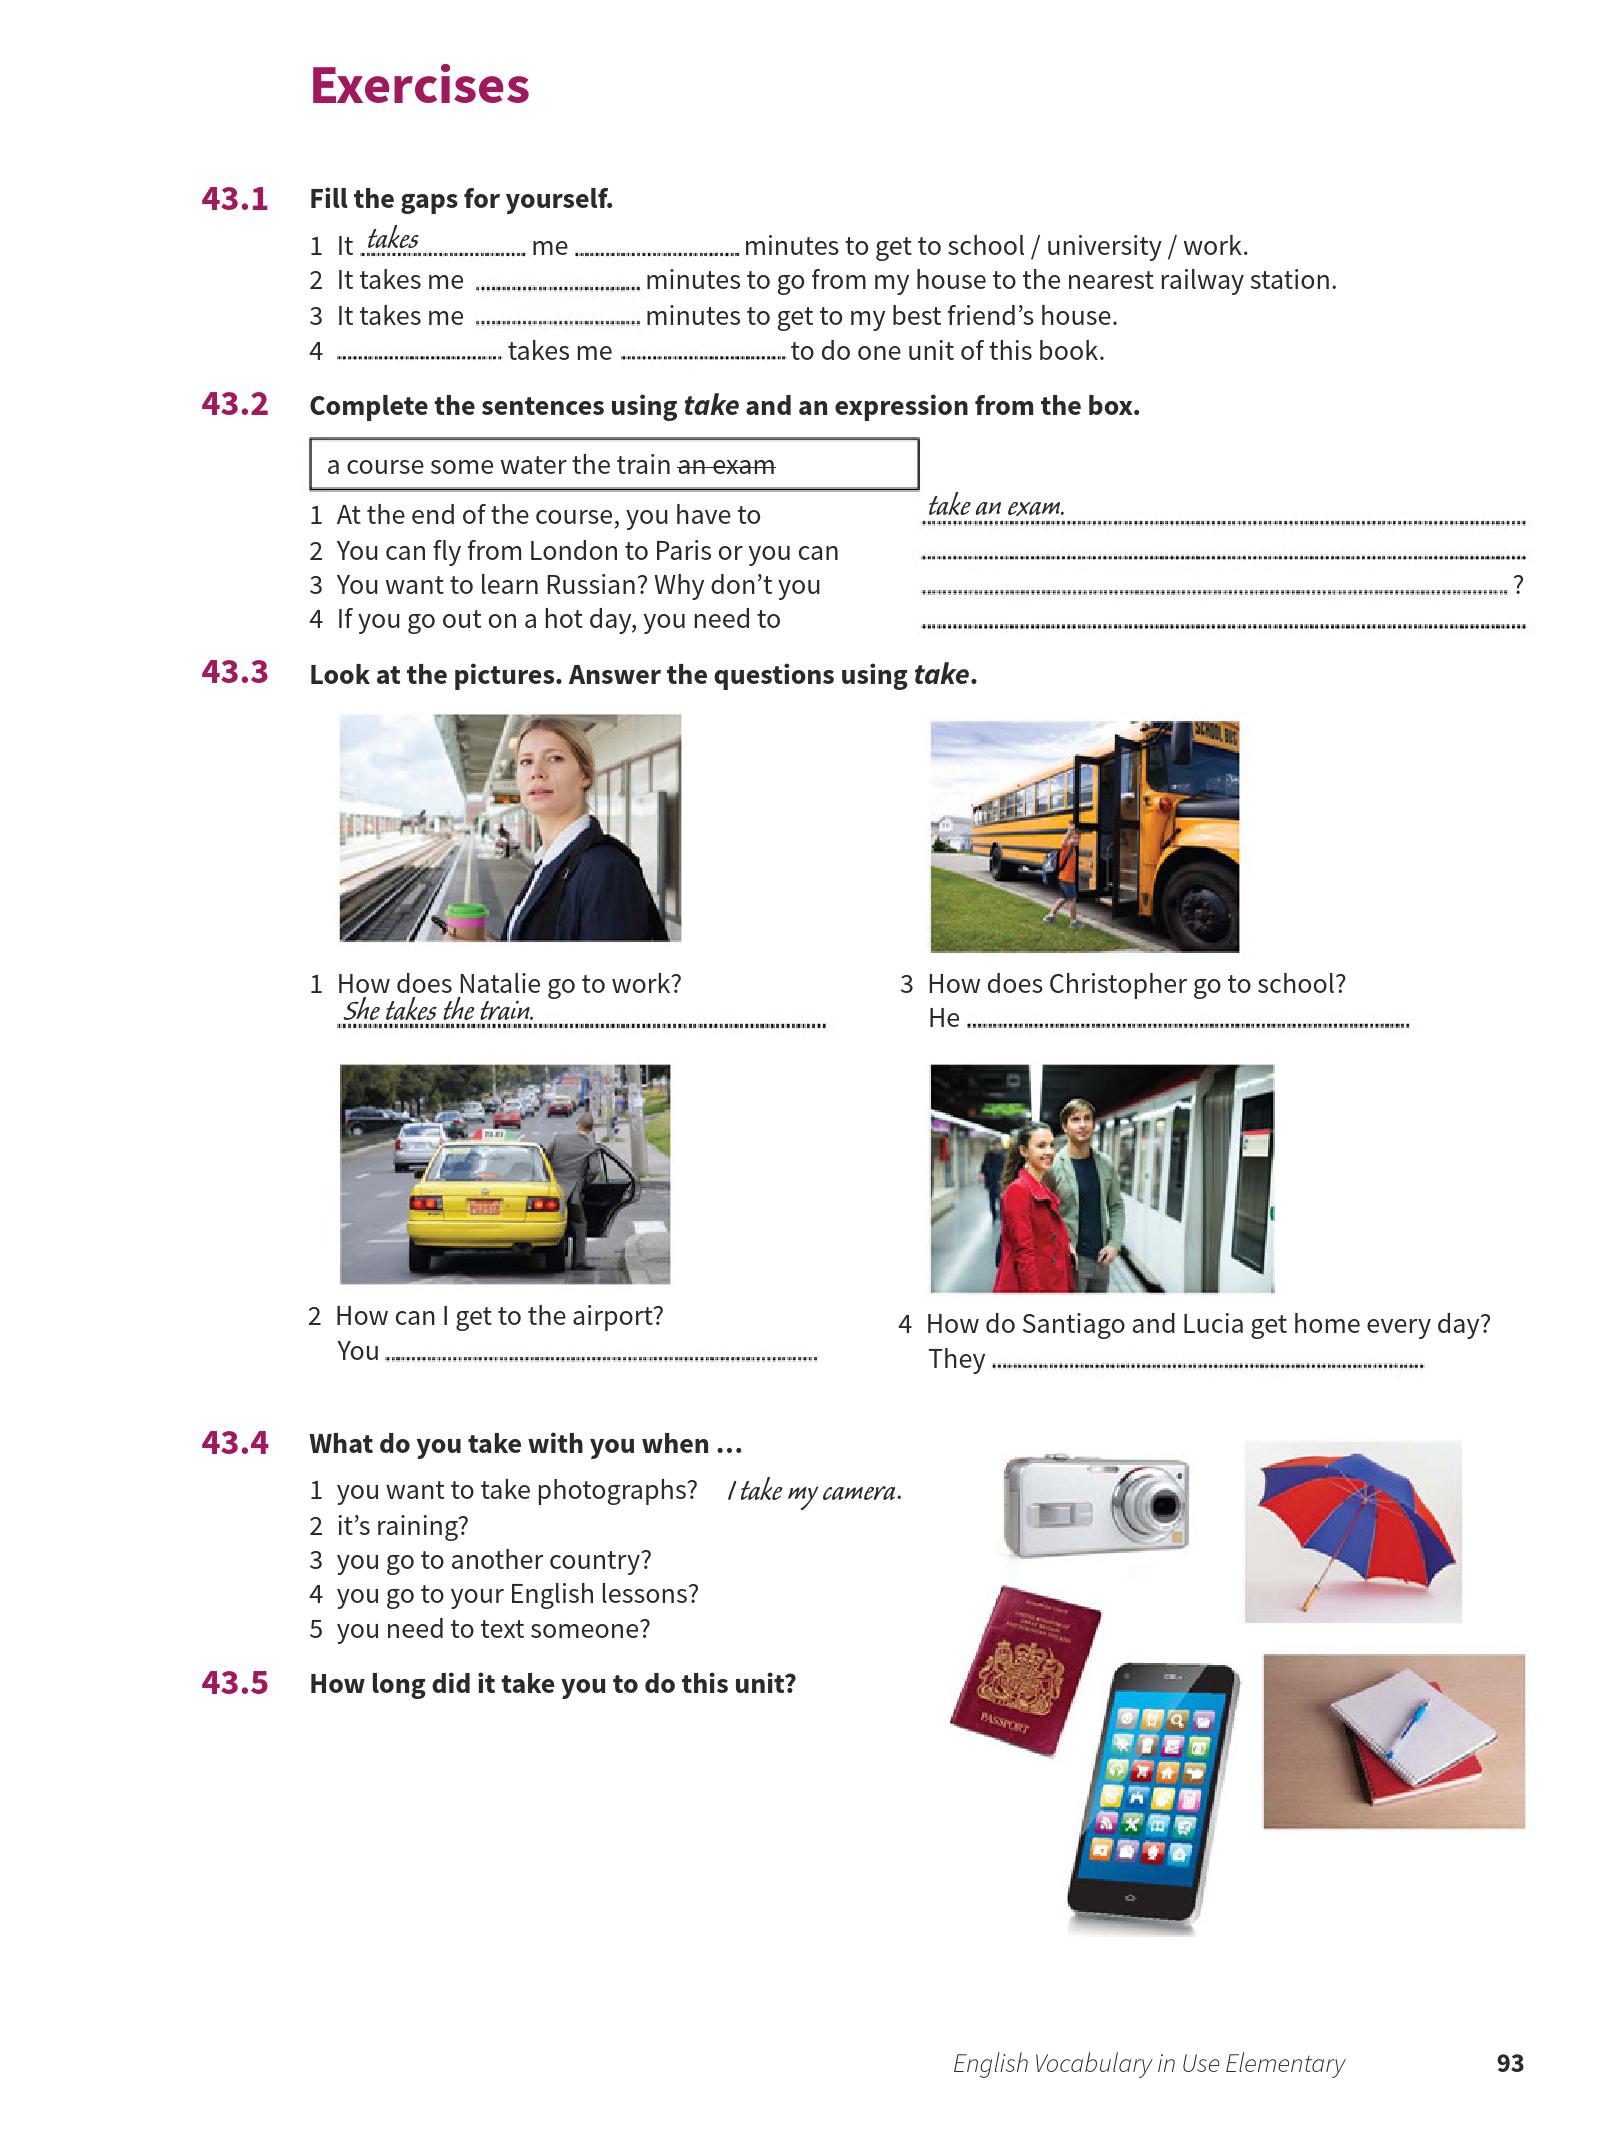 Exercises
43.1 Fill the gaps for yourself.
1 It takes me ............ minutes to get to school / university / work.
2 It takes me ............ minutes to go from my house to the nearest railway station.
3 It takes me ............ minutes to get to my best friend’s house.
4 ............ takes me ............ to do one unit of this book.
43.2 Complete the sentences using take and an expression from the box.
a course some water the train an exam
1 At the end of the course, you have to take an exam.
2 You can fly from London to Paris or you can ............
3 You want to learn Russian? Why don’t you ............ ?
4 If you go out on a hot day, you need to ............
43.3 Look at the pictures. Answer the questions using take.
SCHOOL BUS
1 How does Natalie go to work?
She takes the train.
3 How does Christopher go to school?
He ............
TAXI
2 How can I get to the airport?
You ............
4 How do Santiago and Lucia get home every day?
They ............
43.4 What do you take with you when ...
1 you want to take photographs? I take my camera.
2 it’s raining?
3 you go to another country?
4 you go to your English lessons?
5 you need to text someone?
PASSPORT
43.5 How long did it take you to do this unit?
English Vocabulary in Use Elementary 93